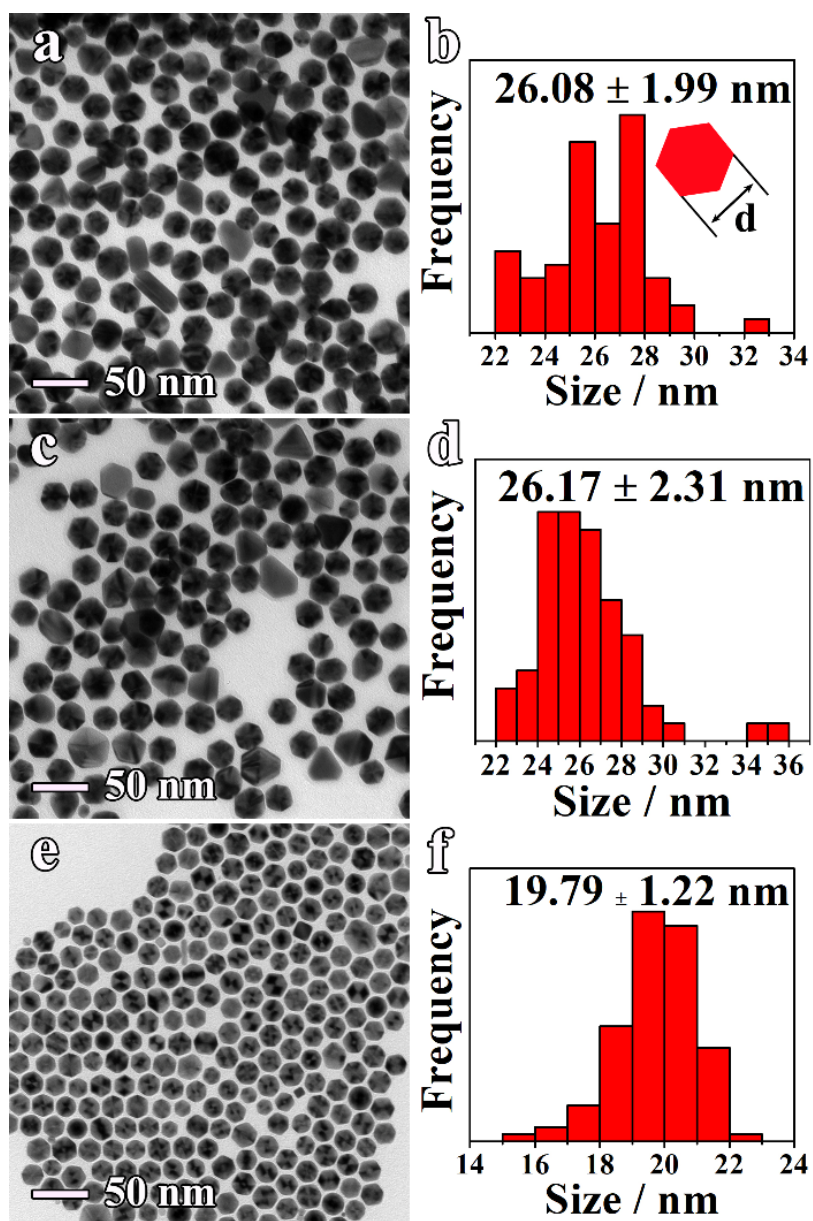 a
50 nm
b
26.08 ± 1.99 nm
d
Frequency
22 24 26 28 30 32 34
Size / nm
c
50 nm
d
26.17 ± 2.31 nm
Frequency
22 24 26 28 30 32 34 36
Size / nm
e
50 nm
f
19.79 ± 1.22 nm
Frequency
14 16 18 20 22 24
Size / nm